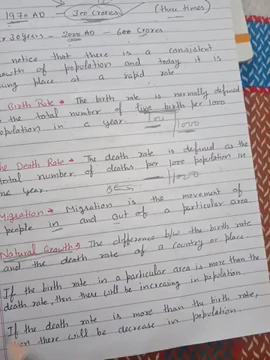 1970 AD — 300 Crores (three times)
30 years - 2000 AD - 600 Crores
notice that there is a consistent
growth of population and today it is
place at a rapid rate
Birth Rate → The birth rate is normally defined
the total number of live birth per 1000
population in a year.
100 1000
The Death Rate → The death rate is defined as the
total number of deaths per 1000 population in
one year.
Migration → Migration is the movement of
people in and out of a particular area
Natural Growth → The difference b/w the birth rate
and the death rate of a country or place.
If the birth rate in a particular area is more than the
death rate, then there will be increasing in population.
If the death rate is more than the birth rate,
then there will be decrease in population.